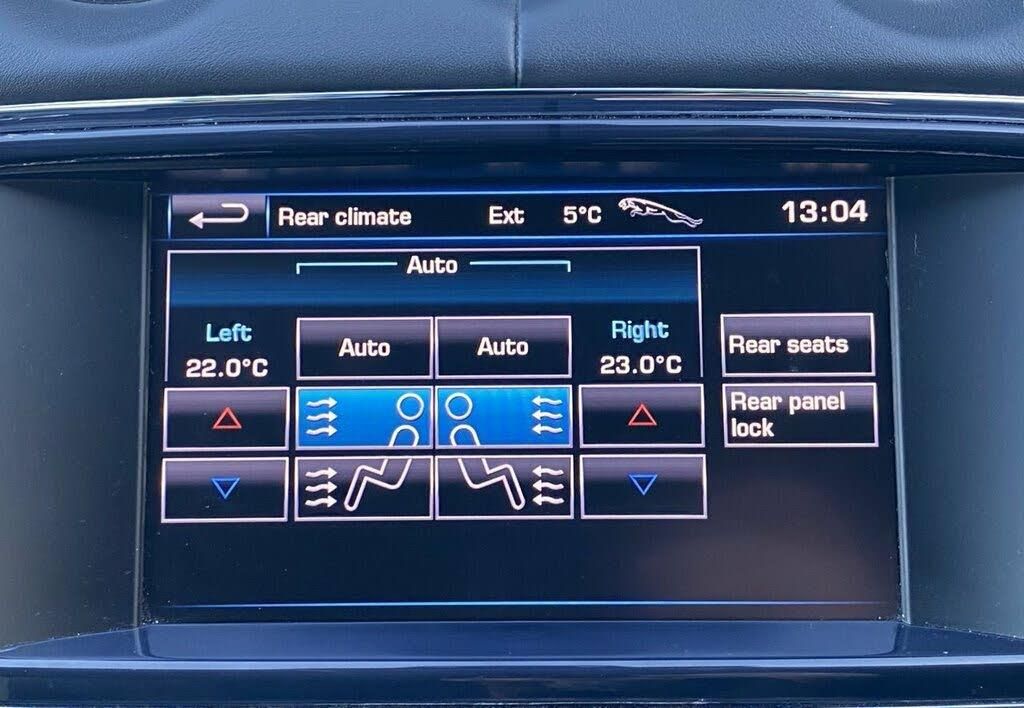 Rear climate Ext 5°C 13:04
Auto
Left Auto Auto Right
22.0°C 23.0°C
Rear seats
Rear panel
lock